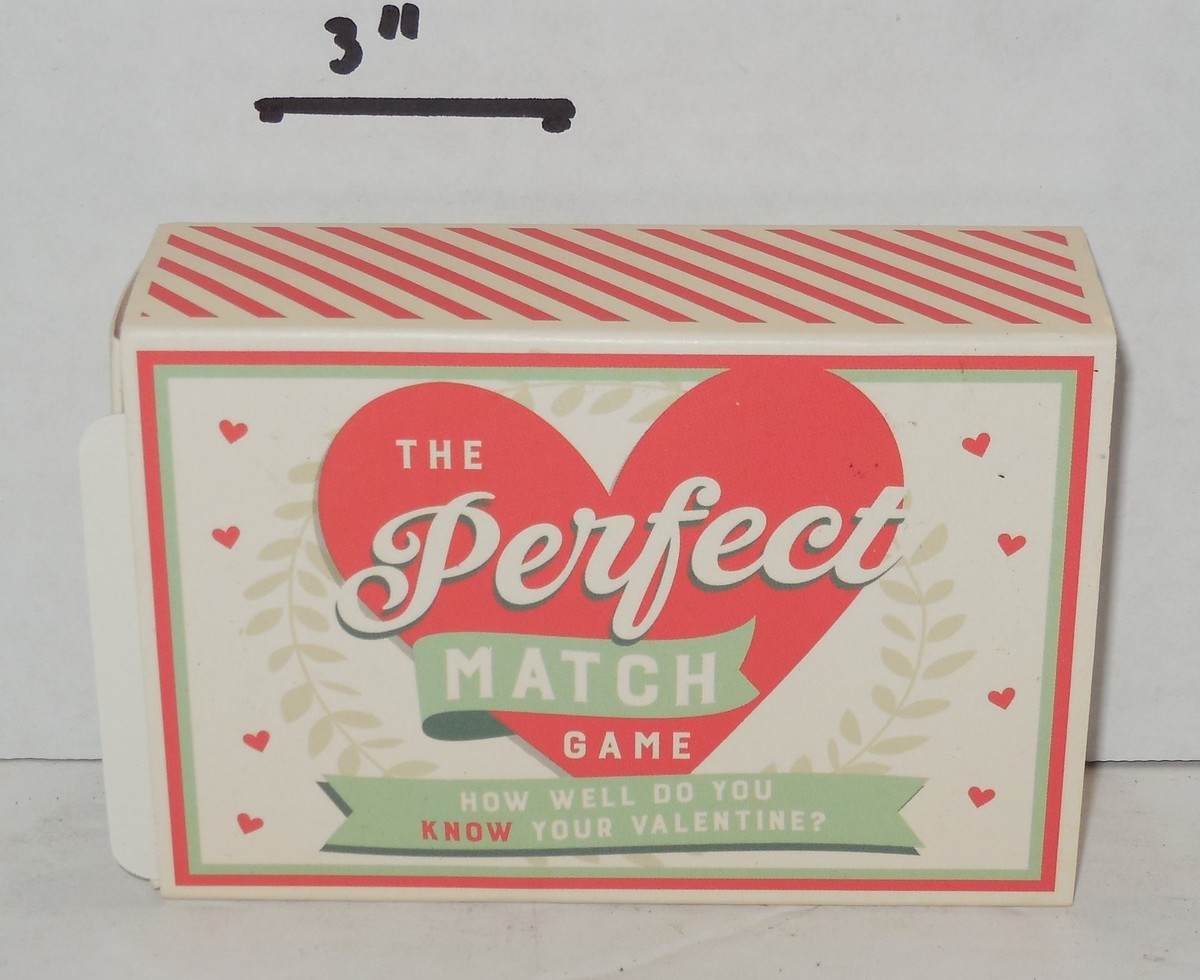 3"
THE
Perfect
MATCH
GAME
HOW WELL DO YOU
KNOW YOUR VALENTINE?